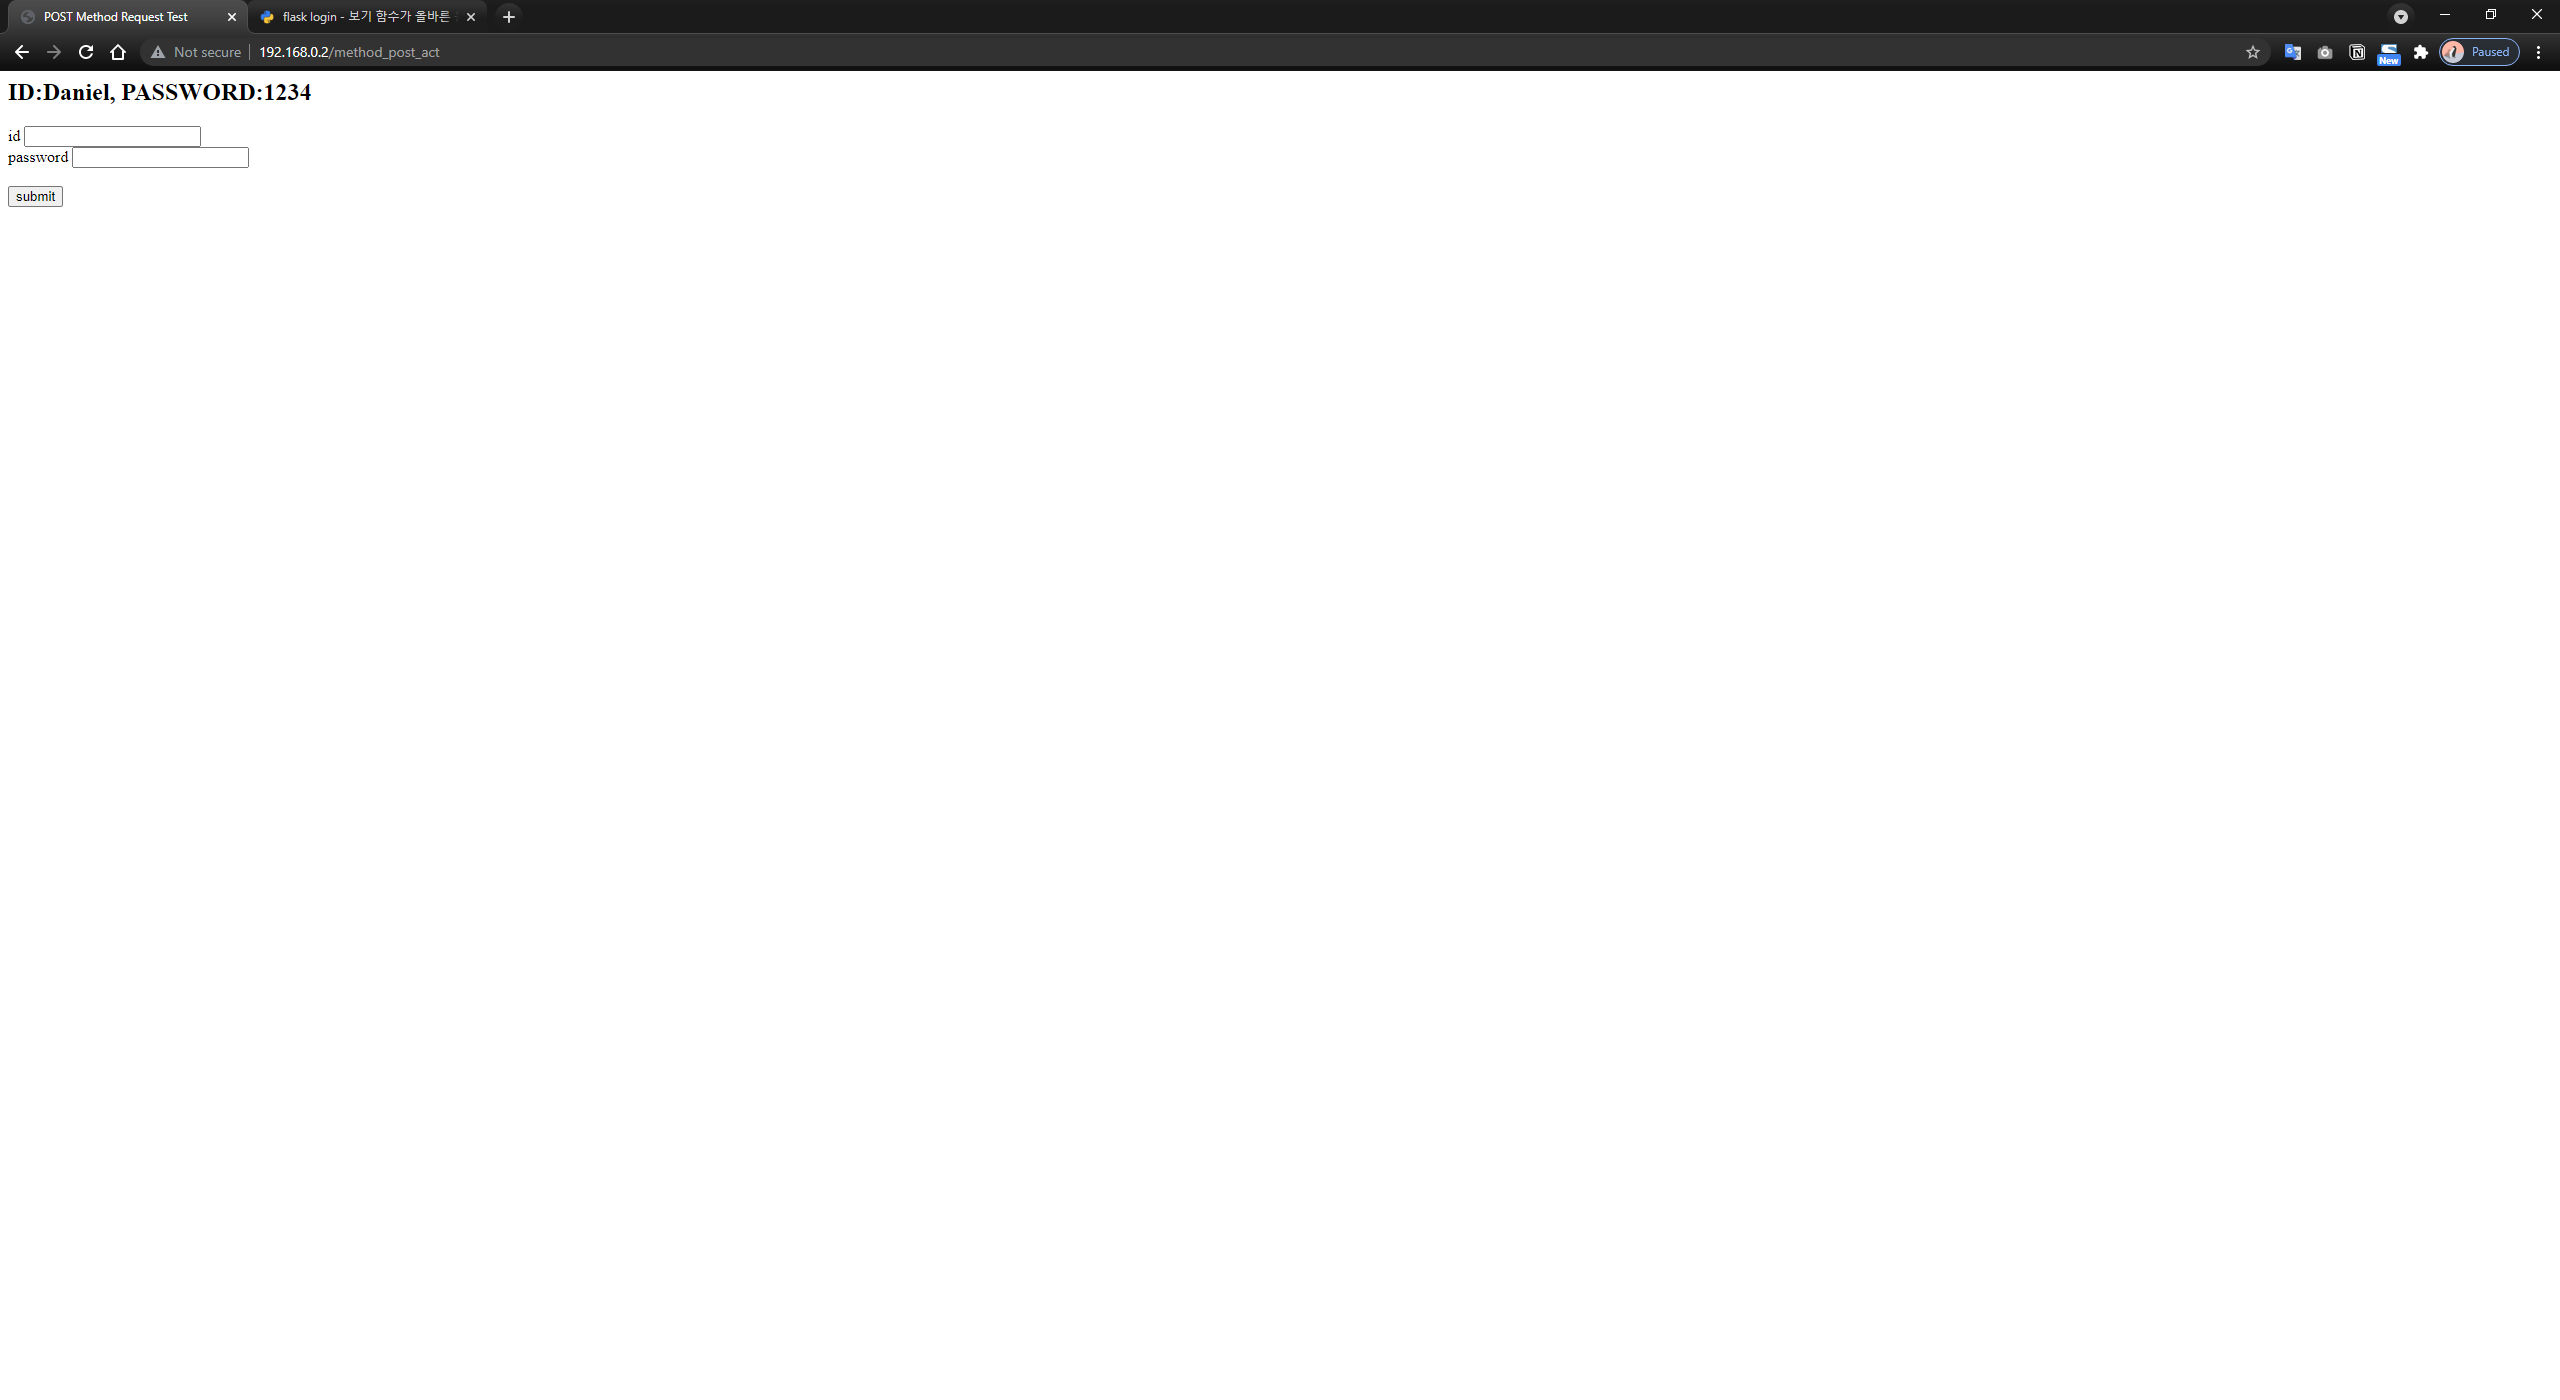 POST Method Request Test
flask login - 보기 함수가 올바른
Not secure
192.168.0.2/method_post_act
New
Paused
ID:Daniel, PASSWORD:1234
id
password
submit